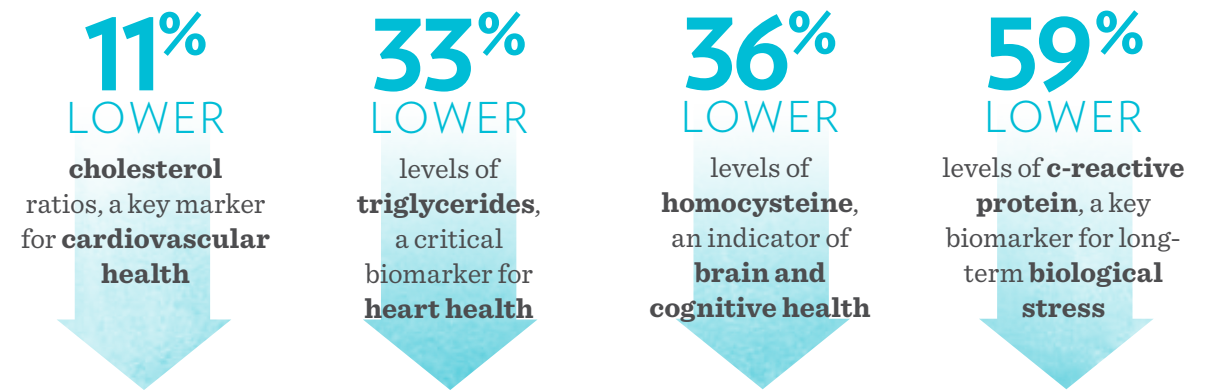 11%
LOWER
cholesterol
ratios, a key marker
for cardiovascular
health
33%
LOWER
levels of
triglycerides,
a critical
biomarker for
heart health
36%
LOWER
levels of
homocysteine,
an indicator of
brain and
cognitive health
59%
LOWER
levels of c-reactive
protein, a key
biomarker for long-
term biological
stress